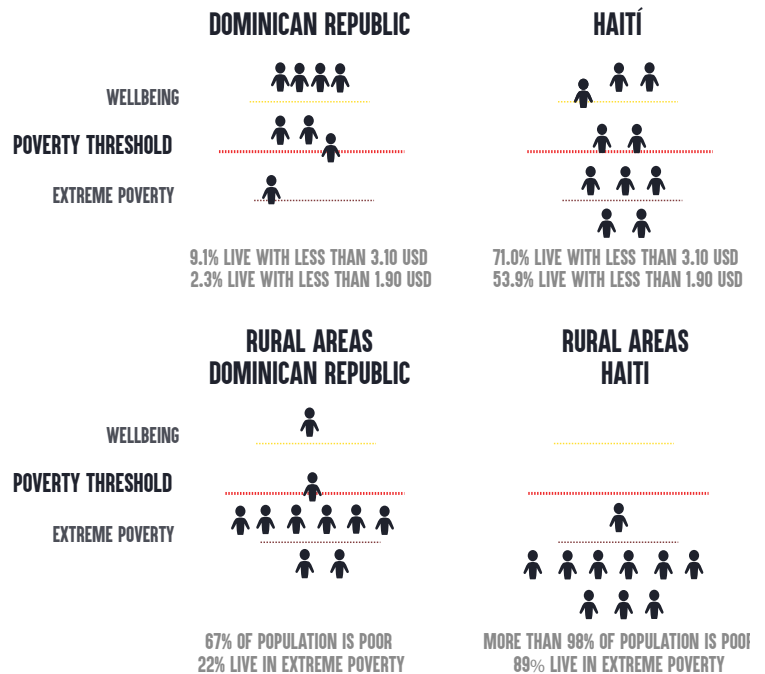 DOMINICAN REPUBLIC
HAITÍ
WELLBEING
POVERTY THRESHOLD
EXTREME POVERTY
9.1% LIVE WITH LESS THAN 3.10 USD
2.3% LIVE WITH LESS THAN 1.90 USD
71.0% LIVE WITH LESS THAN 3.10 USD
53.9% LIVE WITH LESS THAN 1.90 USD
RURAL AREAS
DOMINICAN REPUBLIC
RURAL AREAS
HAITI
WELLBEING
POVERTY THRESHOLD
EXTREME POVERTY
67% OF POPULATION IS POOR
22% LIVE IN EXTREME POVERTY
MORE THAN 98% OF POPULATION IS POOR
89% LIVE IN EXTREME POVERTY